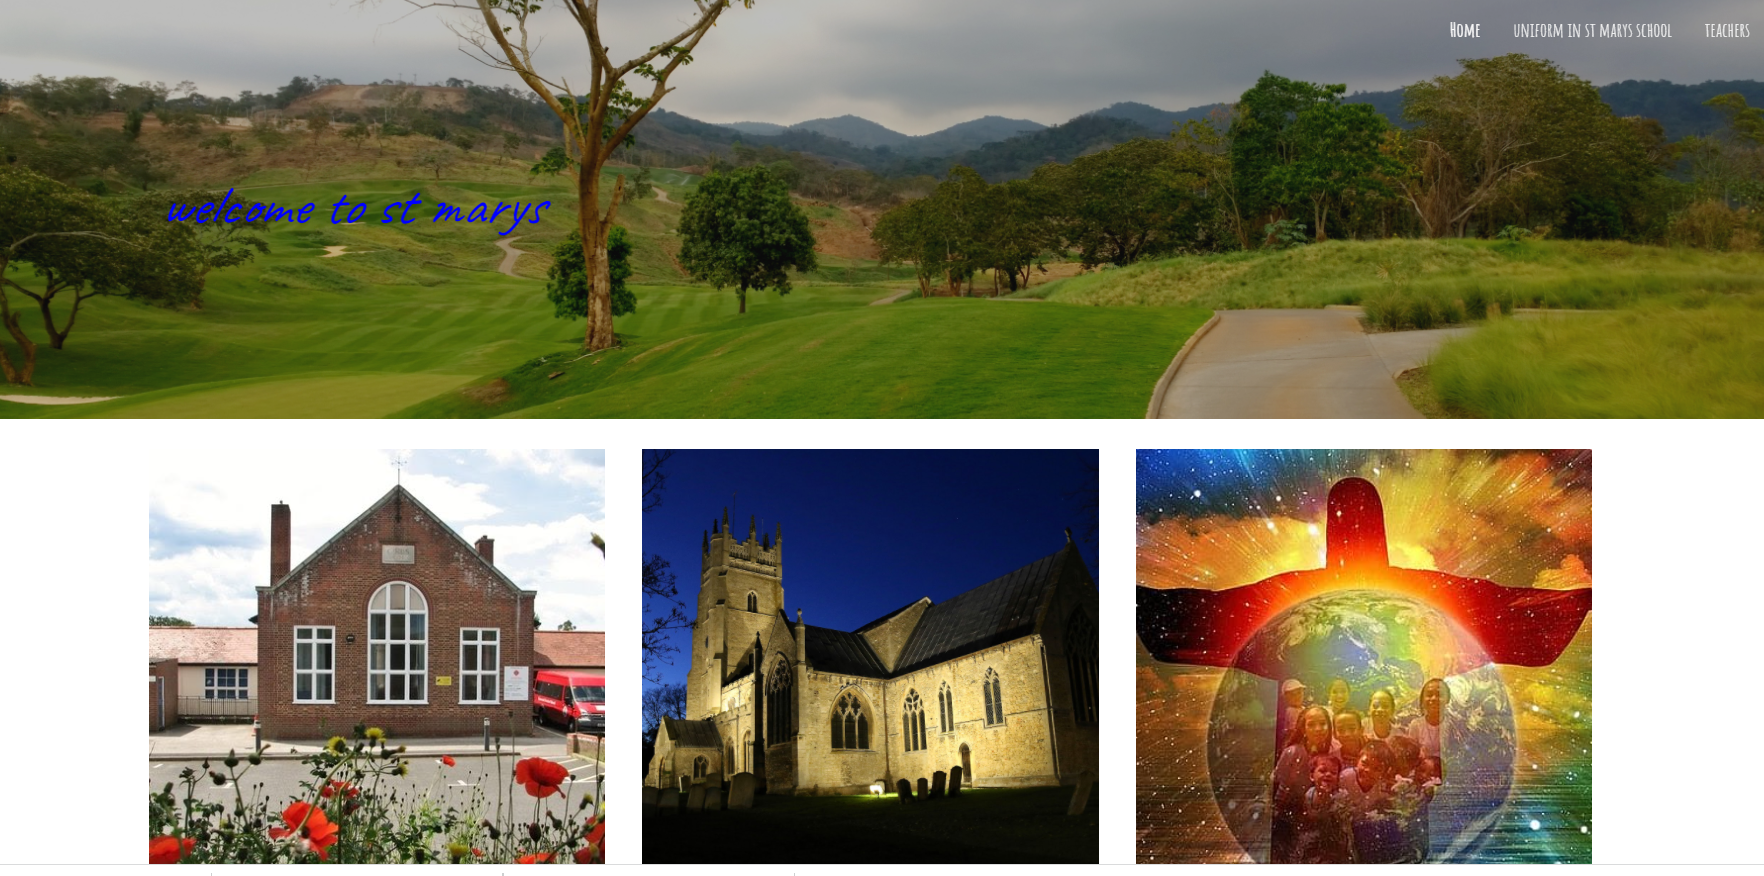 Home
UNIFORM IN ST MARYS SCHOOL
TEACHERS
welcome to st marys